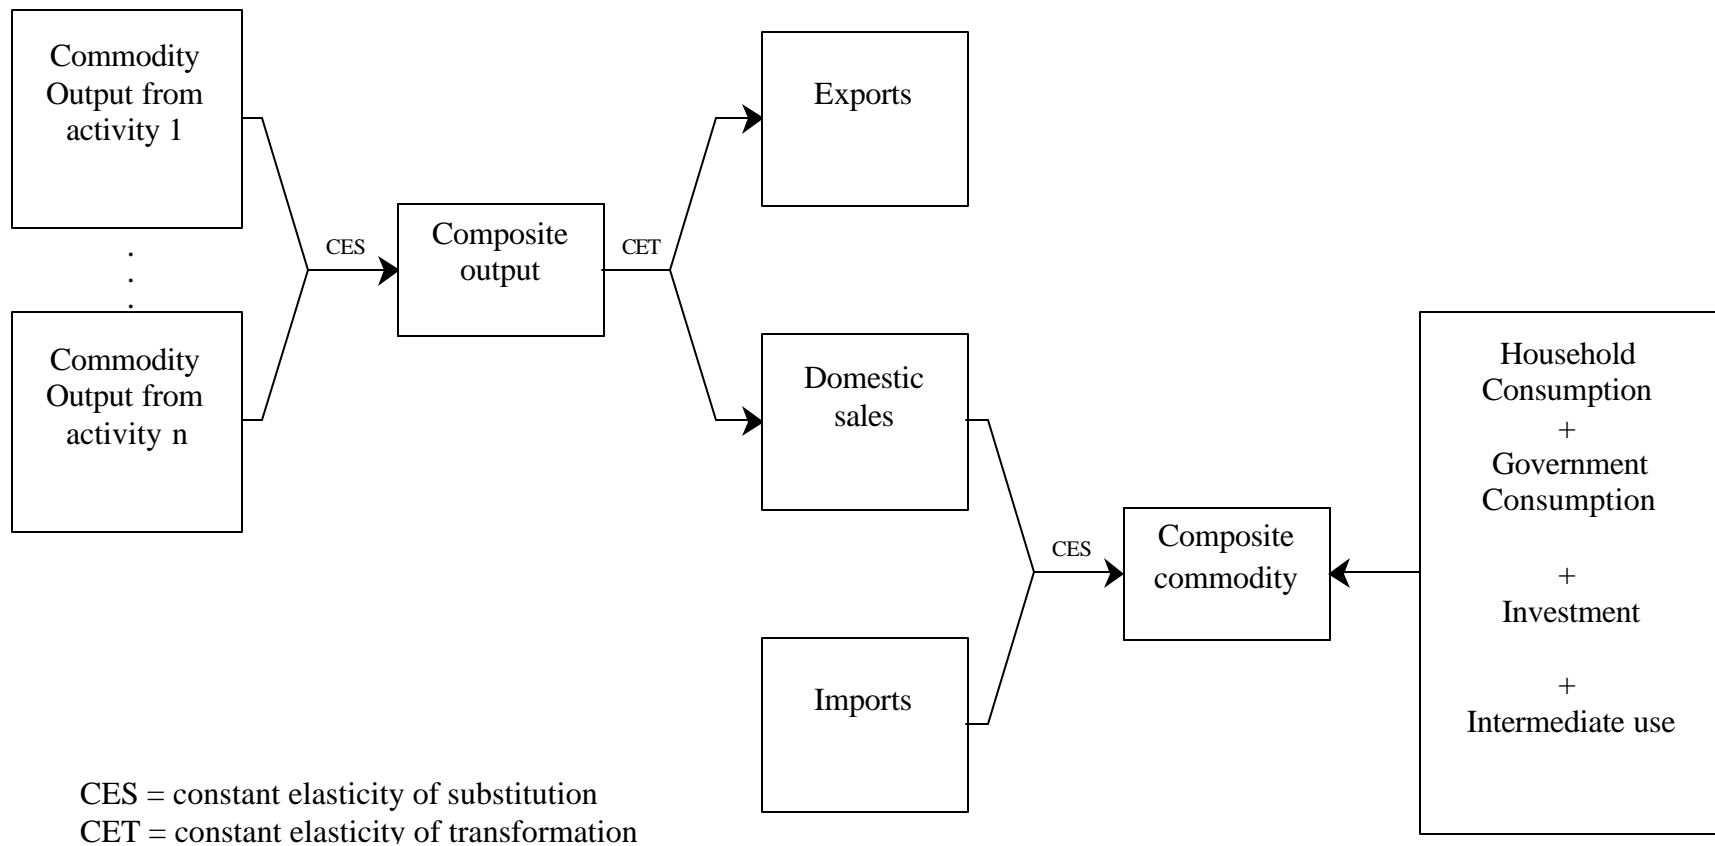 Commodity
Output from
activity 1
.
.
.
Commodity
Output from
activity n
CES
Composite
output
CET
Exports
Domestic
sales
Imports
CES
Composite
commodity
Household
Consumption
+
Government
Consumption
+
Investment
+
Intermediate use
CES = constant elasticity of substitution
CET = constant elasticity of transformation